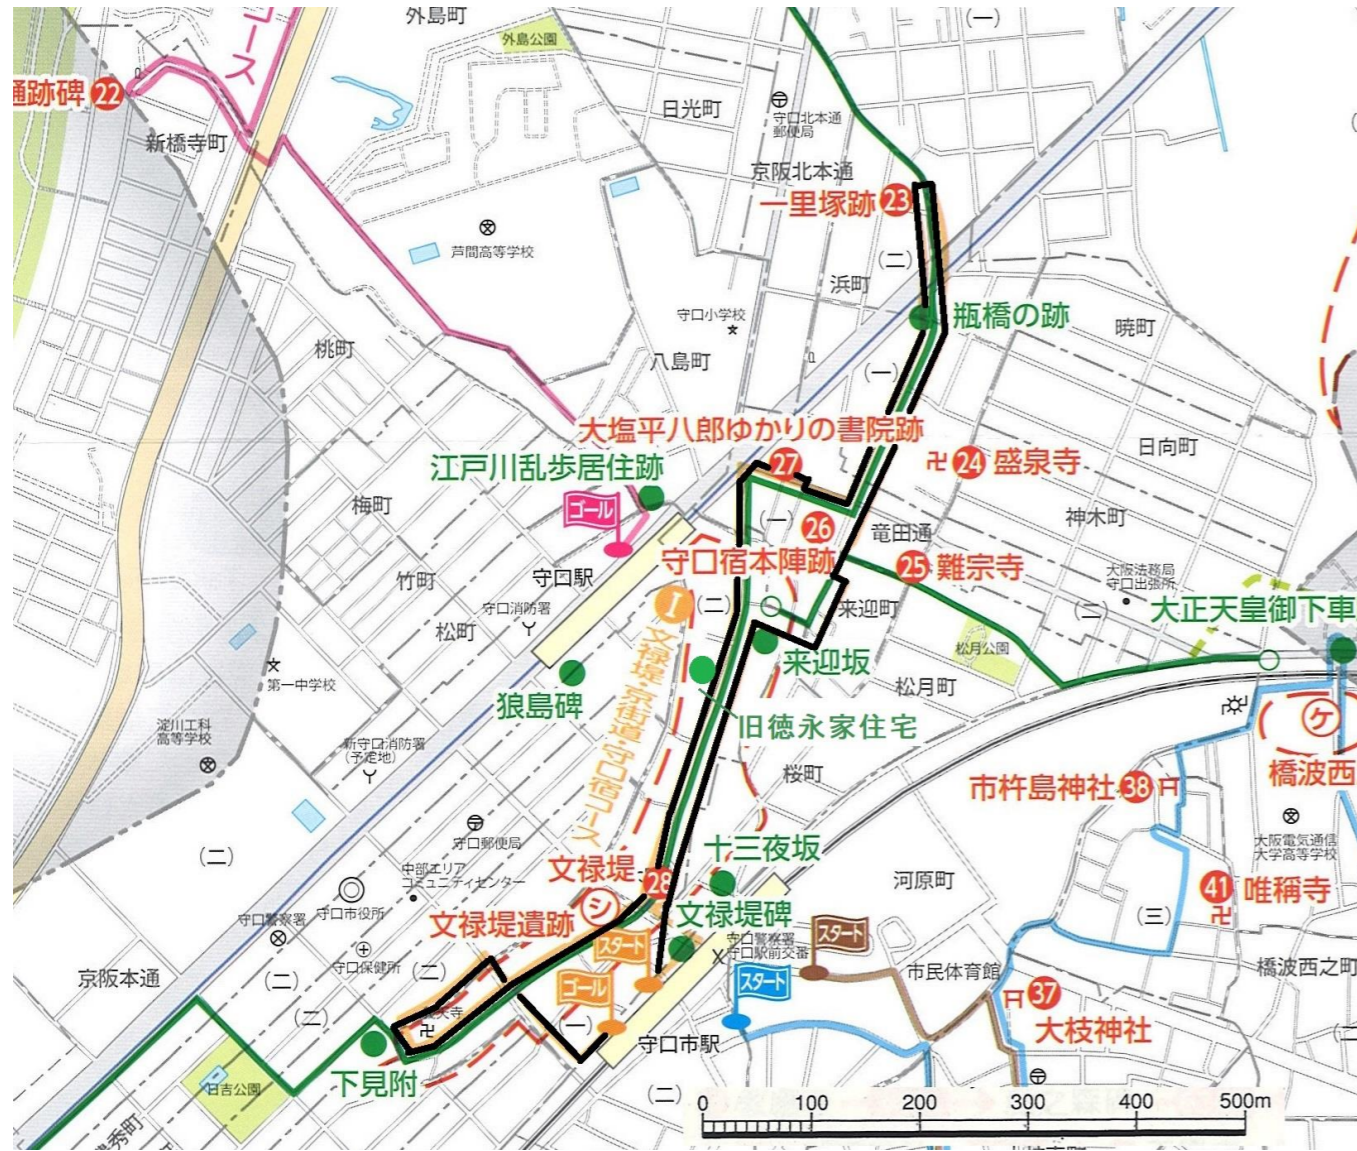 外島町
(一)
コース
外島公園
通跡碑 22
日光町
守口北本通
郵便局
新橋寺町
京阪北本通
一里塚跡 23
芦間高等学校
(二)
浜町
守口小学校
瓶橋の跡
暁町
桃町
八島町
(一)
大塩平八郎ゆかりの書院跡
27
24 盛泉寺
日向町
江戸川乱歩居住跡
ゴール
梅町
(一)
26
竜田通
神木町
守口宿本陣跡
25 難宗寺
大阪法務局
守口出張所
守口駅
竹町
守口消防署
I
(二)
来迎町
(二)
大正天皇御下車
松町
来迎坂
松月公園
第一中学校
狼島碑
松月町
淀川工科
高等学校
旧徳永家住宅
ケ
新守口消防署
(予定地)
文禄堤・京街道・守口宿コース
桜町
市杵島神社 38
橋波西
守口郵便局
大阪電気通信
大学高等学校
(二)
十三夜坂
中部エリア
コミュニティセンター
文禄堤
28
河原町
41 唯稱寺
守口市役所
守口警察署
シ
文禄堤遺跡
文禄堤碑
(三)
スタート
守口警察署
守口駅前交番
スタート
守口保健所
(二)
京阪本通
(二)
ゴール
スタート
市民体育館
橋波西之町
37
大枝神社
(二)
(一)
守口市駅
下見附
日吉公園
(二)
0 100 200 300 400 500m